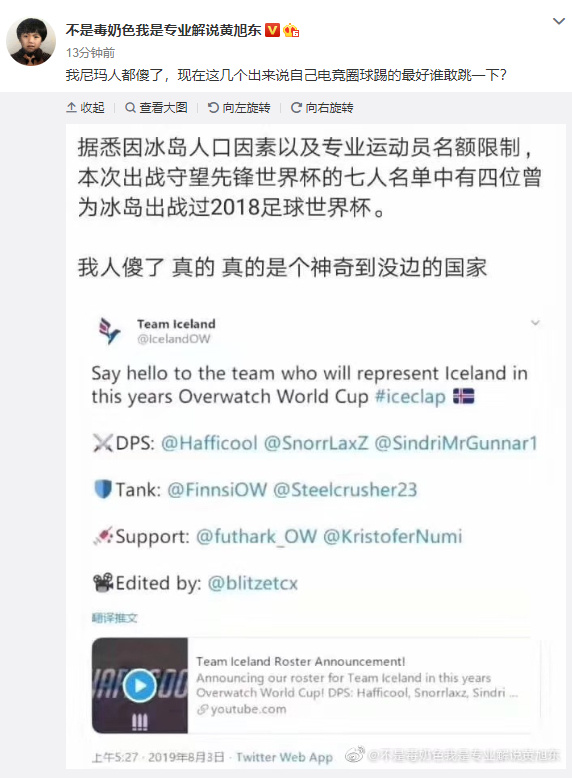 不是毒奶色我是专业解说黄旭东
13分钟前
我尼玛人都傻了，现在这几个出来说自己电竞圈球踢的最好谁敢跳一下？
收起 查看大图 向左旋转 向右旋转
据悉因冰岛人口因素以及专业运动员名额限制，
本次出战守望先锋世界杯的七人名单中有四位曾
为冰岛出战过2018足球世界杯。
我人傻了 真的 真的是个神奇到没边的国家
Team Iceland
@IcelandOW
Say hello to the team who will represent Iceland in
this years Overwatch World Cup #iceclap
DPS: @Hafficool @SnorrLaxZ @SindriMrGunnar1
Tank: @FinnsiOW @Steelcrusher23
Support: @futhark_OW @KristoferNumi
Edited by: @blitzetcx
翻译推文
Team Iceland Roster Announcement!
Announcing our roster for Team Iceland in this years
Overwatch World Cup! DPS: Hafficool, Snorrlaxz, Sindri ...
youtube.com
上午5:27 · 2019年8月3日 · Twitter Web App
@不是毒奶色我是专业解说黄旭东